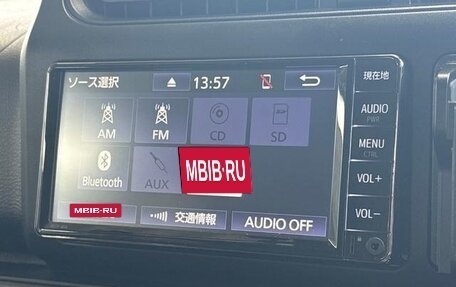 ソース選択
13:57
現在地
AUDIO
PWR
AM
FM
CD
SD
MENU
CTRL
Bluetooth
AUX
MBIB.RU
VOL+
MBIB.RU
交通情報
AUDIO OFF
VOL-